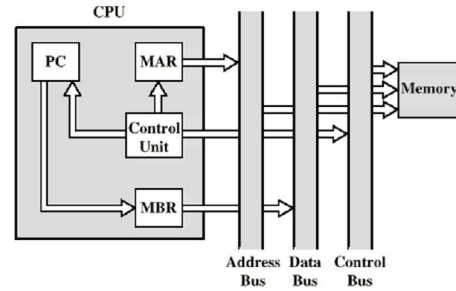 CPU
PC
MAR
Memory
Control
Unit
MBR
Address Data Control
Bus Bus Bus